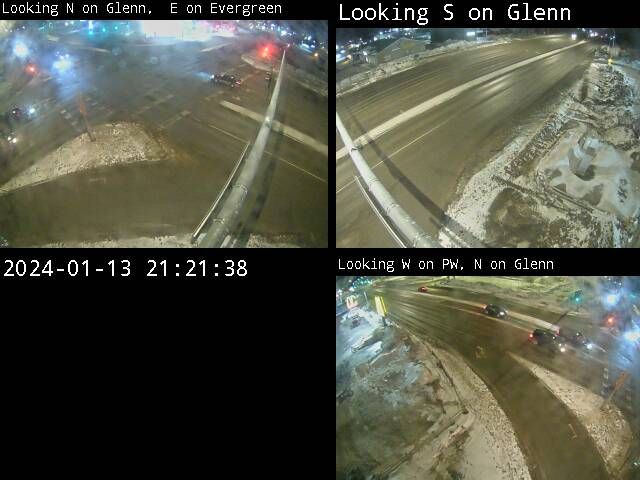 Looking N on Glenn,  E on Evergreen
Looking S on Glenn
2024-01-13 21:21:38
Looking W on PW, N on Glenn